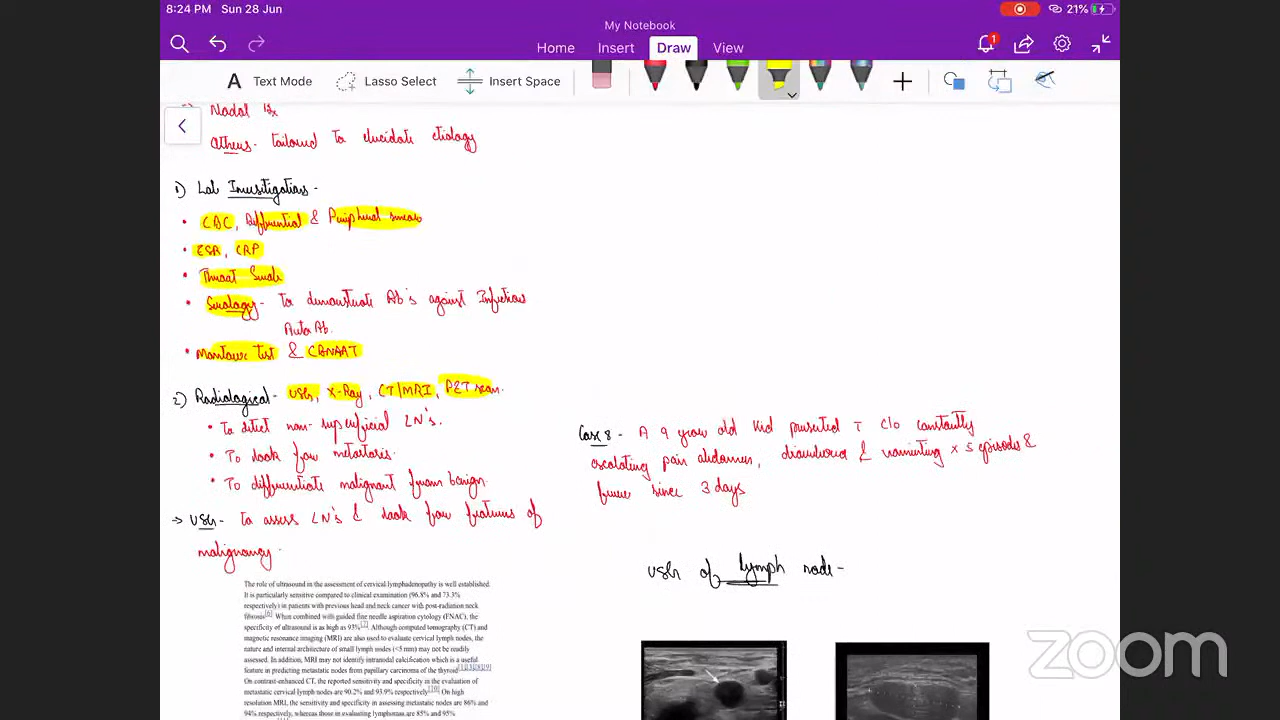 8:24 PM Sun 28 Jun
21%
My Notebook
Home Insert Draw View
1
Text Mode Lasso Select Insert Space
Nodal Bx
Others- tailored to elucidate etiology
1) Lab Investigations -
• CBC, Differential & Peripheral smear
• ESR, CRP
• Throat Swab
• Serology - to demonstrate Ab's against Infectious
Auto Ab.
• Mantoux test & CBNAAT
2) Radiological - USG, X-Ray, CT/MRI, PET scan.
• To detect non-superficial LN's.
• To look for metastasis.
• To differentiate malignant from benign.
→ USG - To assess LN's & look for features of
malignancy.
The role of ultrasound in the assessment of cervical lymphadenopathy is well established.
It is particularly sensitive compared to clinical examination (96.8% and 73.3%
respectively) in patients with previous head and neck cancer with post-radiation neck
fibrosis[6] When combined with guided fine needle aspiration cytology (FNAC), the
specificity of ultrasound is as high as 93%[7] Although computed tomography (CT) and
magnetic resonance imaging (MRI) are also used to evaluate cervical lymph nodes, the
nature and internal architecture of small lymph nodes (<5 mm) may not be readily
assessed. In addition, MRI may not identify intranodal calcification which is a useful
feature in predicting metastatic nodes from papillary carcinoma of the thyroid
On contrast-enhanced CT, the reported sensitivity and specificity in the evaluation of
metastatic cervical lymph nodes are 90.2% and 93.9% respectively[10] On high
resolution MRI, the sensitivity and specificity in assessing metastatic nodes are 86% and
94% respectively, whereas those in evaluating lymphomas are 85% and 95%
Case 8 - A 9 year old kid presented c̄ c/o constantly
escalating pain abdomen, diarrhoea & vomiting x 5 episodes &
fever since 3 days
USG of Lymph node -
zoom